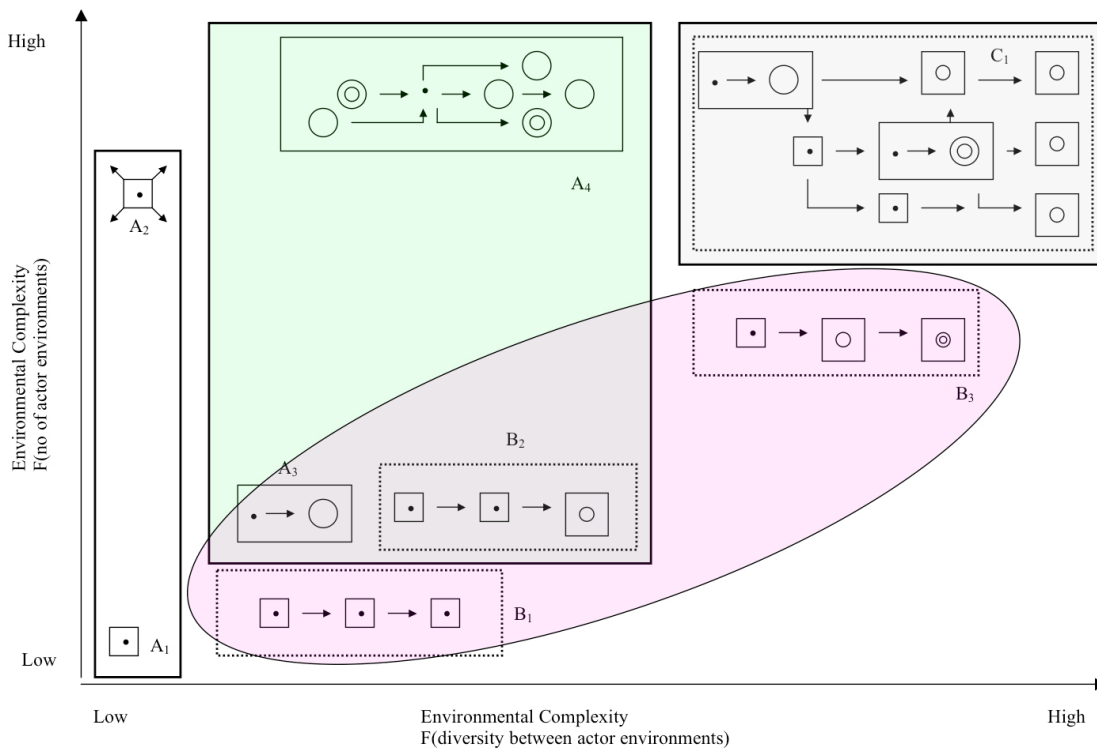 High
C₁
A₄
A₂
Environmental Complexity
F(no of actor environments)
B₃
B₂
A₃
B₁
A₁
Low
Low
Environmental Complexity
High
F(diversity between actor environments)